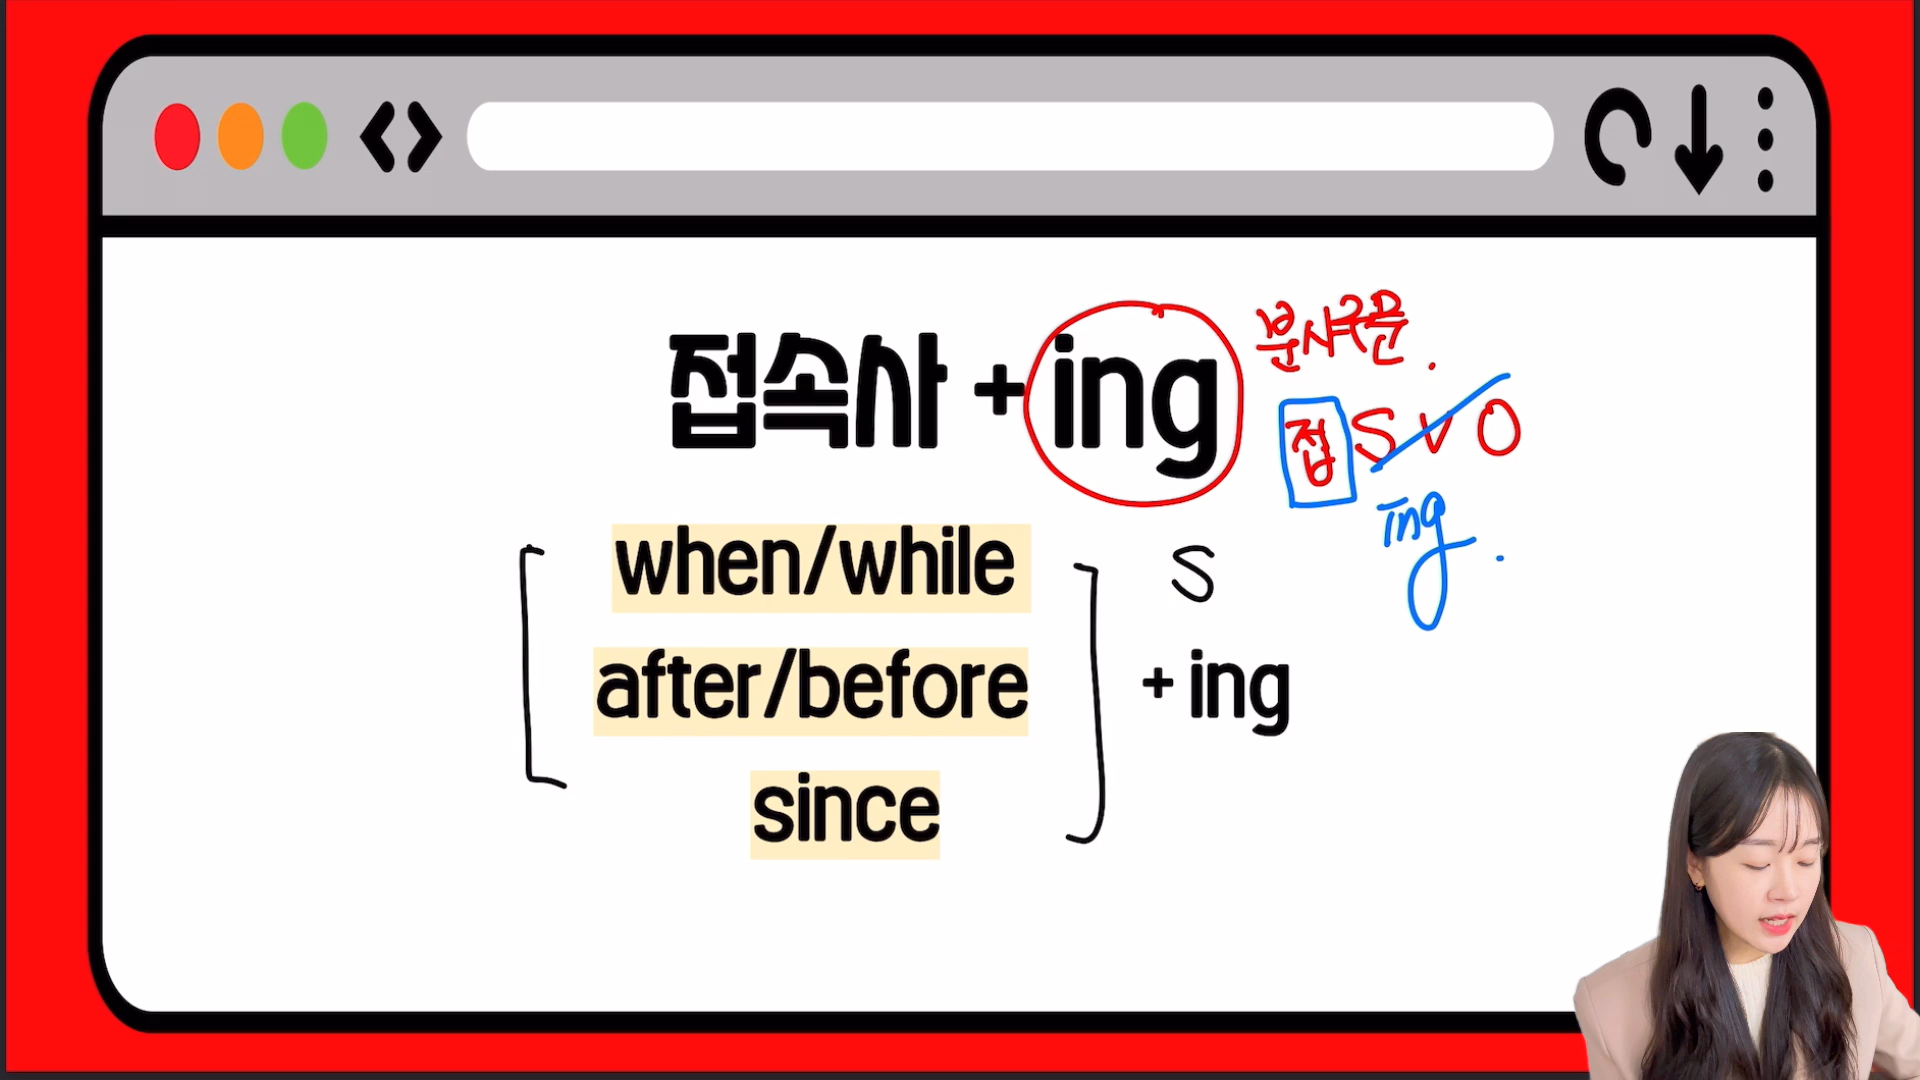 접속사 + ing
분사구문.
접 S V O
ing.
when/while
S
after/before
+ ing
since